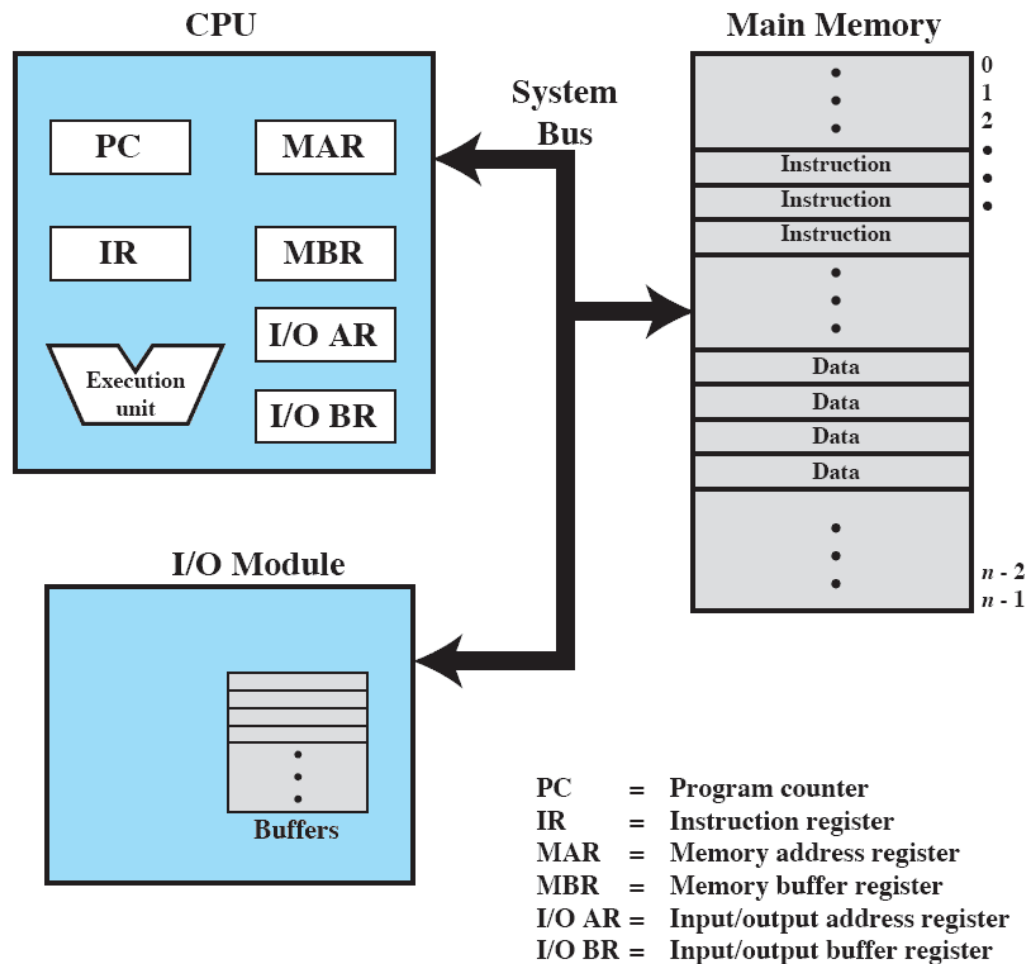 CPU
PC
MAR
IR
MBR
I/O AR
Execution
unit
I/O BR
System
Bus
Main Memory
0
1
2
Instruction
Instruction
Instruction
Data
Data
Data
Data
n - 2
n - 1
I/O Module
Buffers
PC = Program counter
IR = Instruction register
MAR = Memory address register
MBR = Memory buffer register
I/O AR = Input/output address register
I/O BR = Input/output buffer register